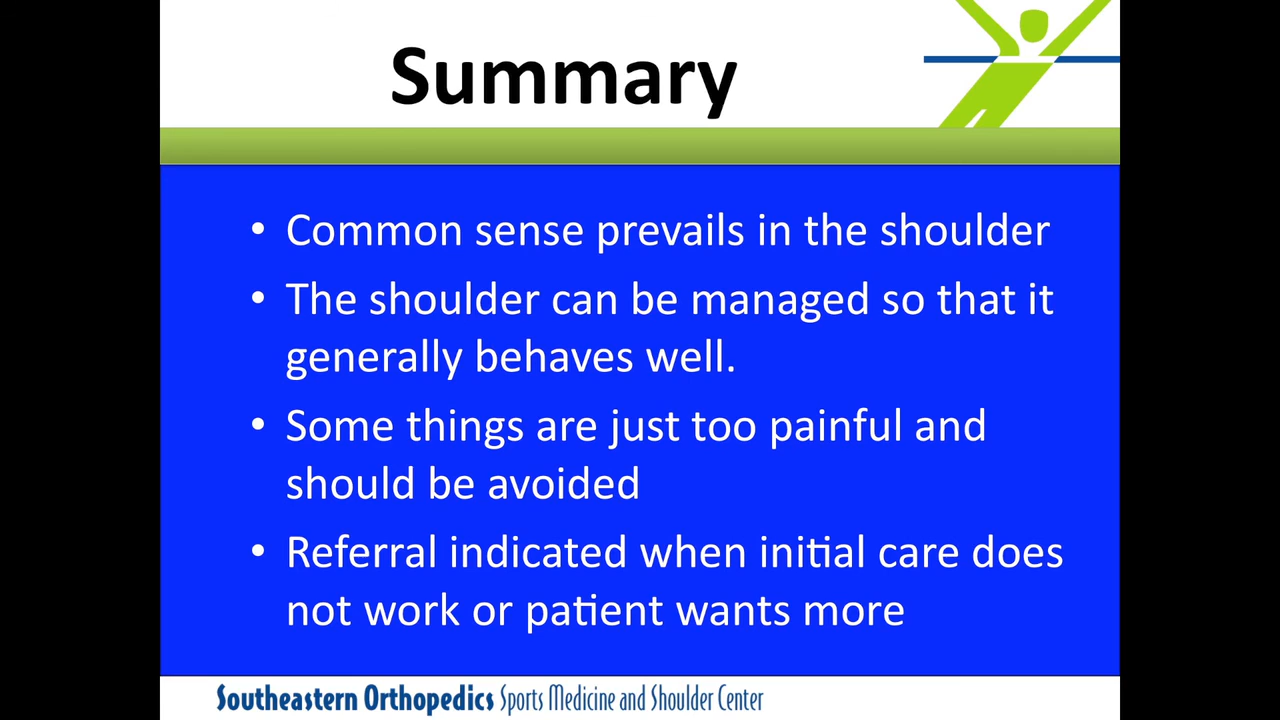 Summary
• Common sense prevails in the shoulder
• The shoulder can be managed so that it
generally behaves well.
• Some things are just too painful and
should be avoided
• Referral indicated when initial care does
not work or patient wants more
Southeastern Orthopedics Sports Medicine and Shoulder Center